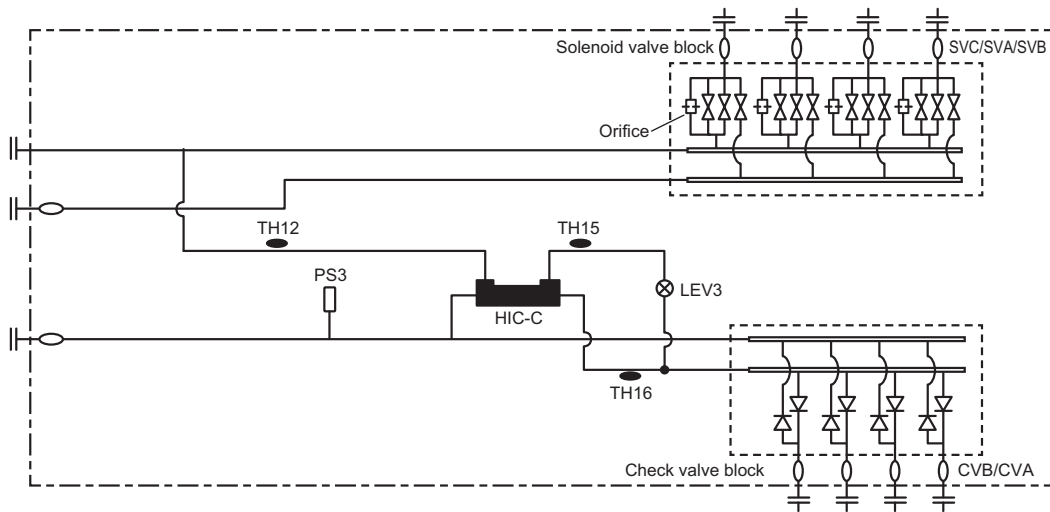 Solenoid valve block
SVC/SVA/SVB
Orifice
TH12
TH15
PS3
LEV3
HIC-C
TH16
Check valve block
CVB/CVA